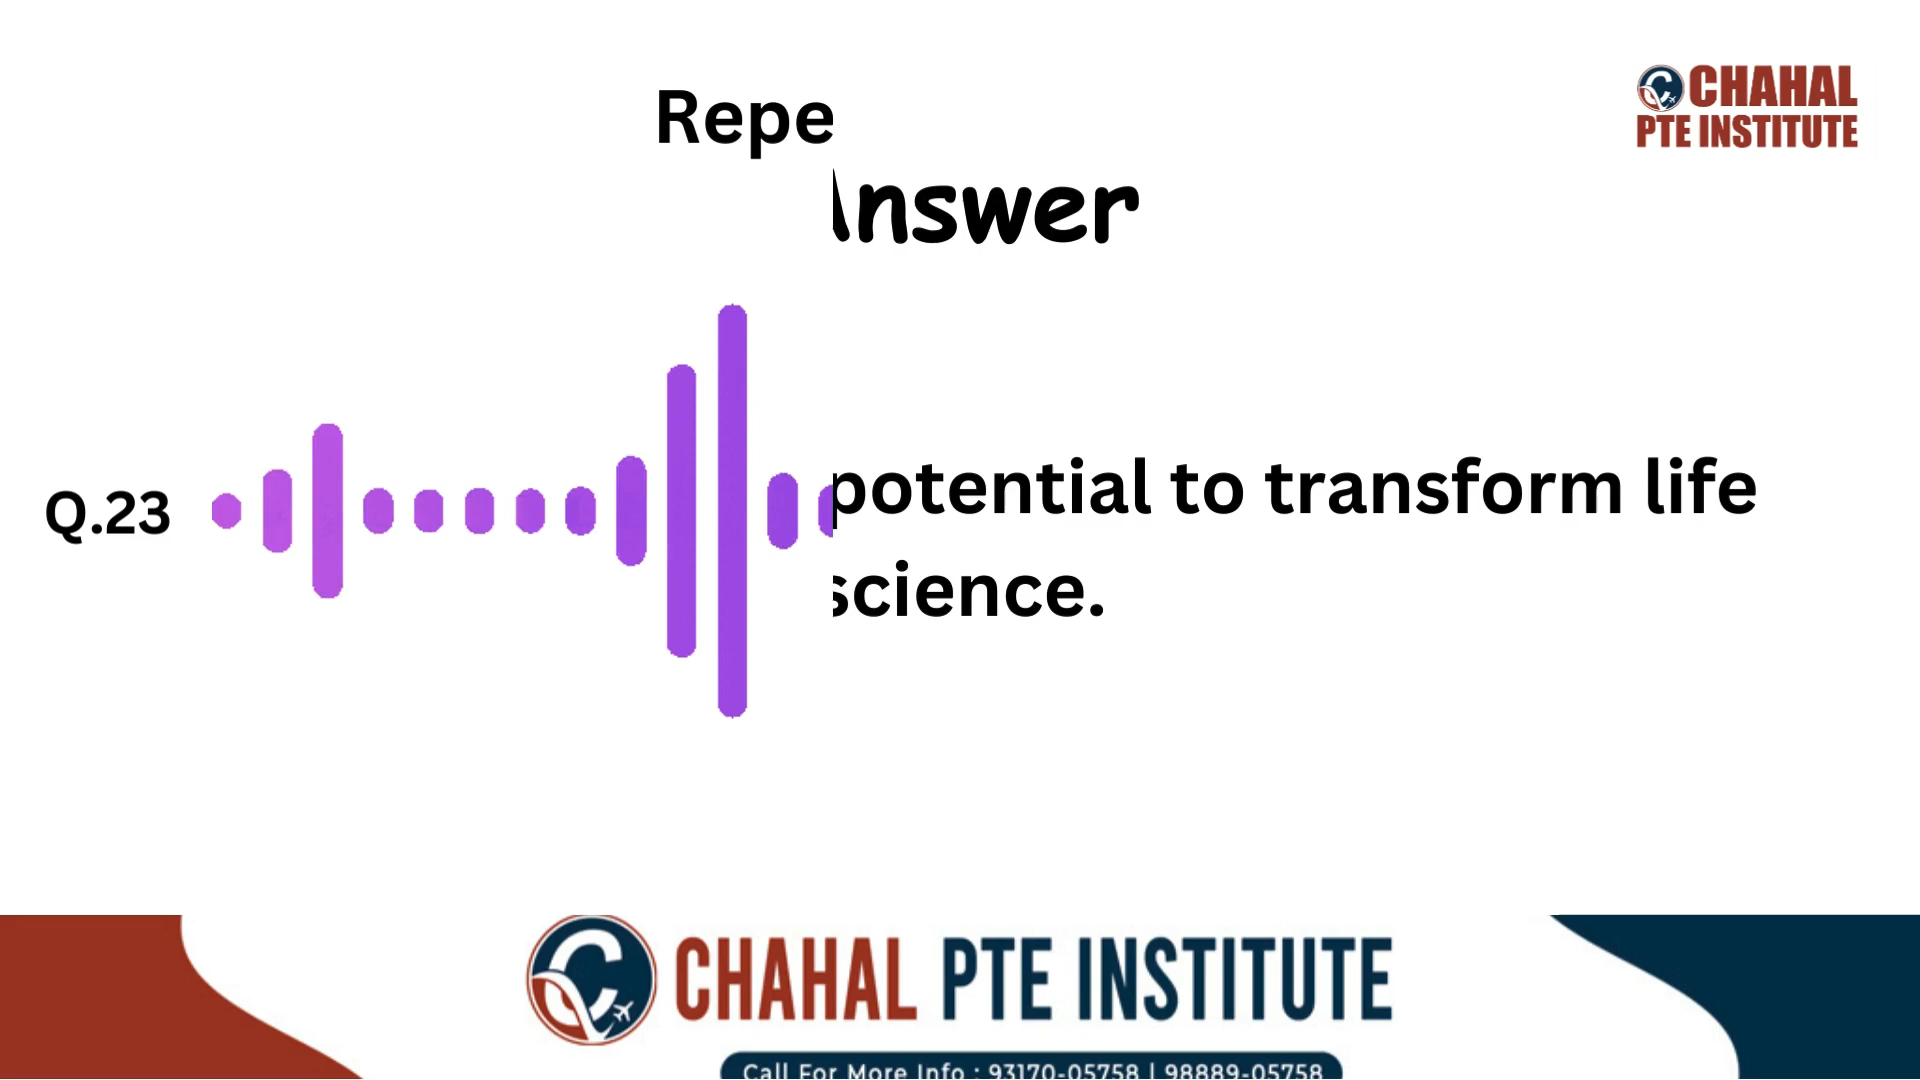 CHAHAL
PTE INSTITUTE
Repe
nswer
Q.23
potential to transform life
science.
CHAHAL PTE INSTITUTE
Call For More Info : 93170-05758 | 98889-05758